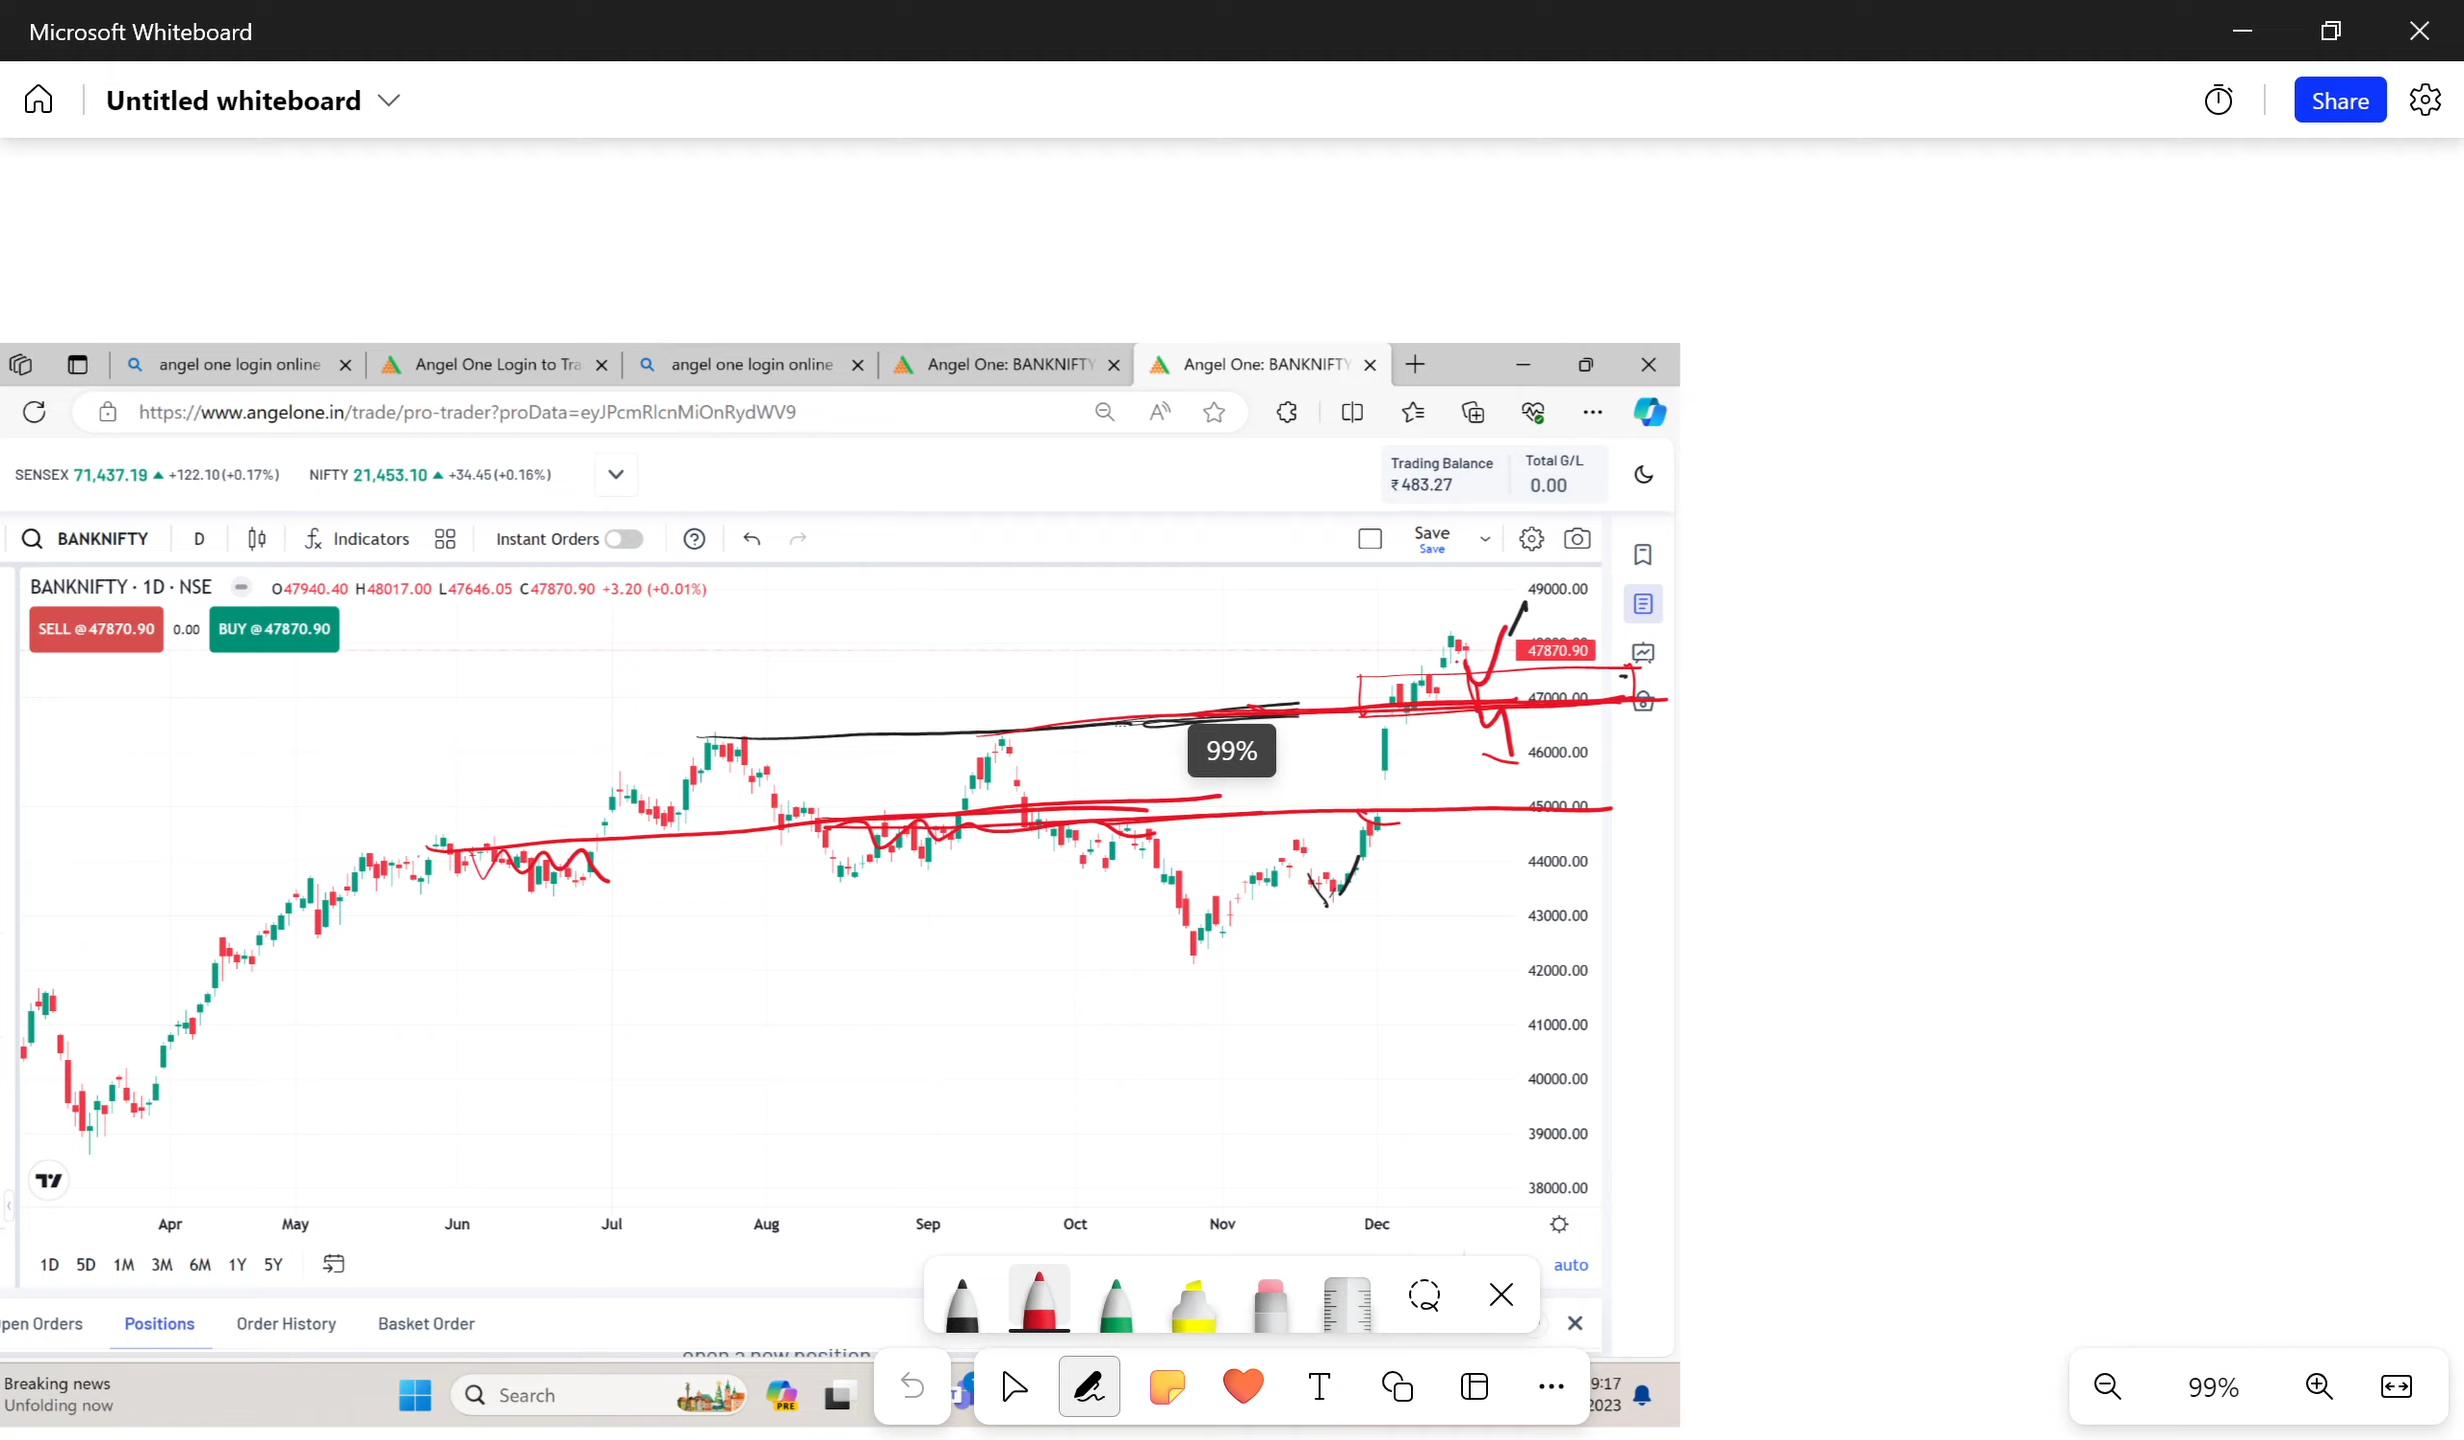 Microsoft Whiteboard
Untitled whiteboard
Share
angel one login online
Angel One Login to Tra
angel one login online
Angel One: BANKNIFTY
Angel One: BANKNIFTY
https://www.angelone.in/trade/pro-trader?proData=eyJPcmRlcnMiOnRydWV9
SENSEX 71,437.19 +122.10(+0.17%) NIFTY 21,453.10 +34.45(+0.16%)
Trading Balance
₹483.27
Total G/L
0.00
BANKNIFTY D Indicators Instant Orders
Save
Save
BANKNIFTY · 1D · NSE O47940.40 H48017.00 L47646.05 C47870.90 +3.20 (+0.01%)
SELL @47870.90 0.00 BUY @47870.90
49000.00
47870.90
47000.00
46000.00
45000.00
44000.00
43000.00
42000.00
41000.00
40000.00
39000.00
38000.00
99%
Apr May Jun Jul Aug Sep Oct Nov Dec
1D 5D 1M 3M 6M 1Y 5Y
auto
pen Orders Positions Order History Basket Order
open a new position
Breaking news
Unfolding now
Search
PRE
9:17
2023
99%